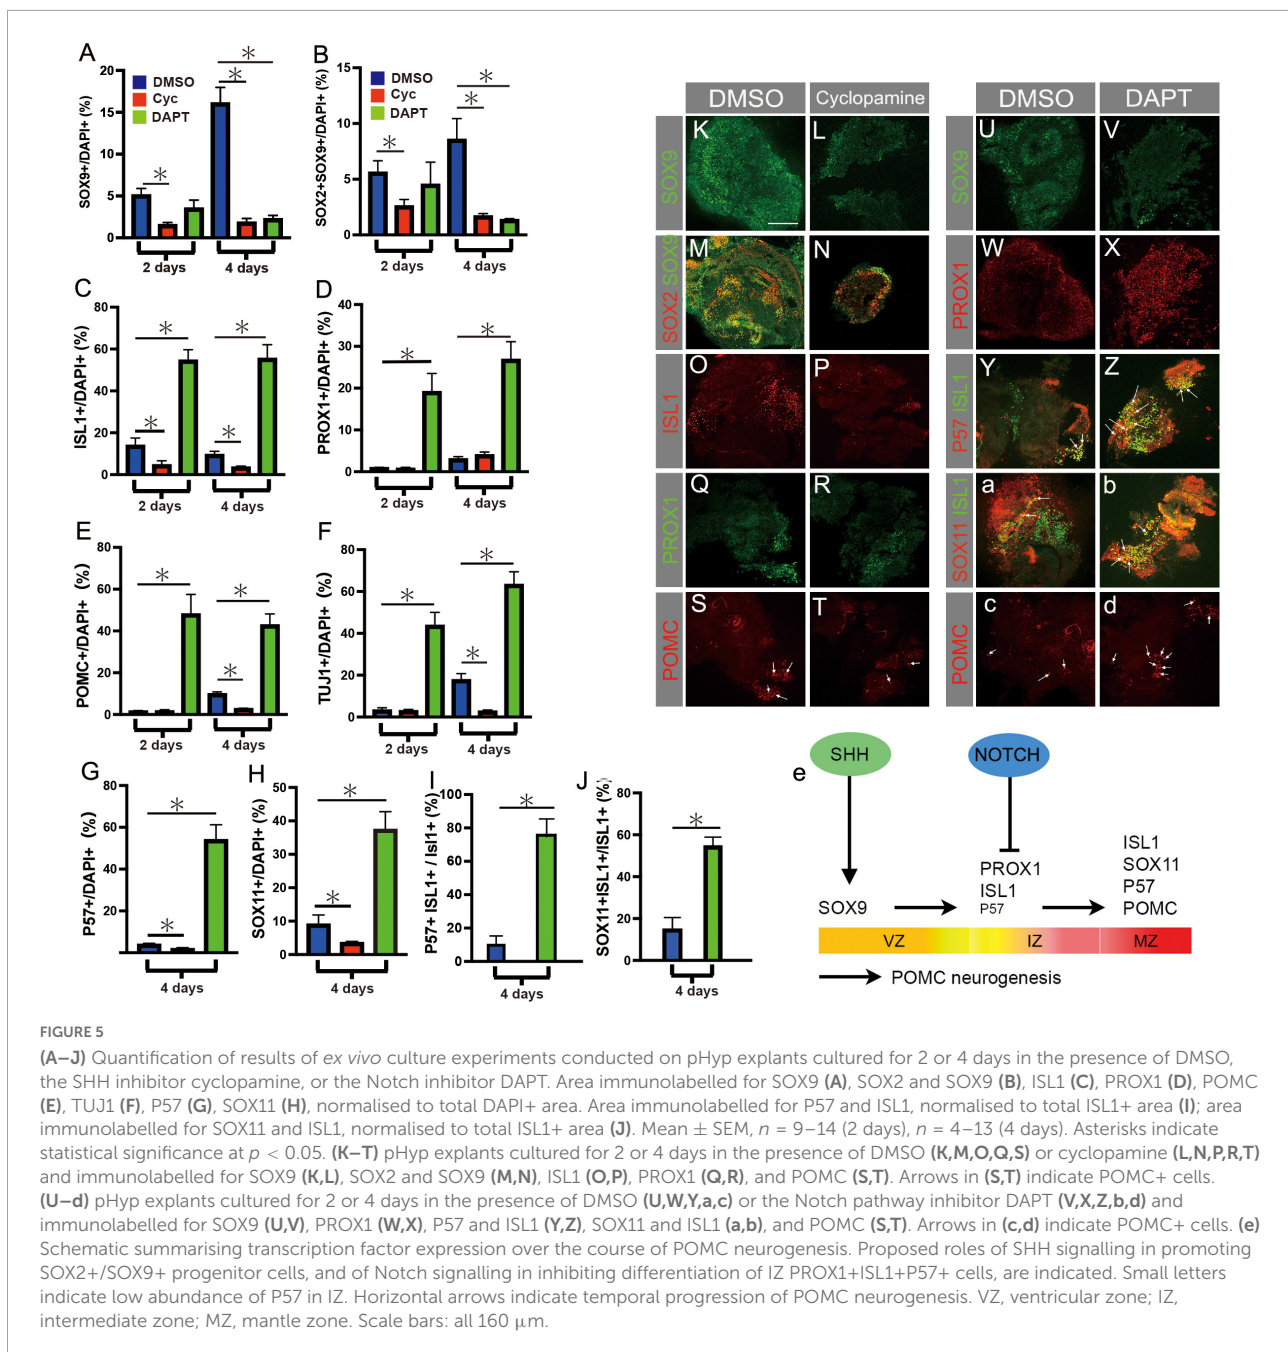 A
DMSO
Cyc
DAPT
SOX9+/DAPI+ (%)
20
15
10
5
0
*
*
*
2 days
4 days
B
DMSO
Cyc
DAPT
SOX2+SOX9+/DAPI+ (%)
15
10
5
0
*
*
*
2 days
4 days
C
ISL1+/DAPI+ (%)
80
60
40
20
0
*
*
*
*
2 days
4 days
D
PROX1+/DAPI+ (%)
40
30
20
10
0
*
*
2 days
4 days
E
POMC+/DAPI+ (%)
80
60
40
20
0
*
*
*
2 days
4 days
F
TUJ1+/DAPI+ (%)
80
60
40
20
0
*
*
*
2 days
4 days
G
P57+/DAPI+ (%)
80
60
40
20
*
*
4 days
H
SOX11+/DAPI+ (%)
50
40
30
20
10
0
*
*
4 days
I
P57+ ISL1+ / Isl1+ (%)
100
80
60
40
20
0
*
4 days
J
SOX11+ISL1+/ISL1+ (%)
80
60
40
20
0
*
4 days
DMSO
Cyclopamine
DMSO
DAPT
SOX9
K
L
SOX9
U
V
SOX2 SOX9
M
N
PROX1
W
X
ISL1
O
P
P57 ISL1
Y
Z
PROX1
Q
R
SOX11 ISL1
a
b
POMC
S
T
POMC
c
d
e
SHH
NOTCH
SOX9
PROX1
ISL1
P57
ISL1
SOX11
P57
POMC
VZ
IZ
MZ
POMC neurogenesis
FIGURE 5
(A–J) Quantification of results of ex vivo culture experiments conducted on pHyp explants cultured for 2 or 4 days in the presence of DMSO,
the SHH inhibitor cyclopamine, or the Notch inhibitor DAPT. Area immunolabelled for SOX9 (A), SOX2 and SOX9 (B), ISL1 (C), PROX1 (D), POMC
(E), TUJ1 (F), P57 (G), SOX11 (H), normalised to total DAPI+ area. Area immunolabelled for P57 and ISL1, normalised to total ISL1+ area (I); area
immunolabelled for SOX11 and ISL1, normalised to total ISL1+ area (J). Mean ± SEM, n = 9–14 (2 days), n = 4–13 (4 days). Asterisks indicate
statistical significance at p < 0.05. (K–T) pHyp explants cultured for 2 or 4 days in the presence of DMSO (K,M,O,Q,S) or cyclopamine (L,N,P,R,T)
and immunolabelled for SOX9 (K,L), SOX2 and SOX9 (M,N), ISL1 (O,P), PROX1 (Q,R), and POMC (S,T). Arrows in (S,T) indicate POMC+ cells.
(U–d) pHyp explants cultured for 2 or 4 days in the presence of DMSO (U,W,Y,a,c) or the Notch pathway inhibitor DAPT (V,X,Z,b,d) and
immunolabelled for SOX9 (U,V), PROX1 (W,X), P57 and ISL1 (Y,Z), SOX11 and ISL1 (a,b), and POMC (S,T). Arrows in (c,d) indicate POMC+ cells. (e)
Schematic summarising transcription factor expression over the course of POMC neurogenesis. Proposed roles of SHH signalling in promoting
SOX2+/SOX9+ progenitor cells, and of Notch signalling in inhibiting differentiation of IZ PROX1+ISL1+P57+ cells, are indicated. Small letters
indicate low abundance of P57 in IZ. Horizontal arrows indicate temporal progression of POMC neurogenesis. VZ, ventricular zone; IZ,
intermediate zone; MZ, mantle zone. Scale bars: all 160 μm.